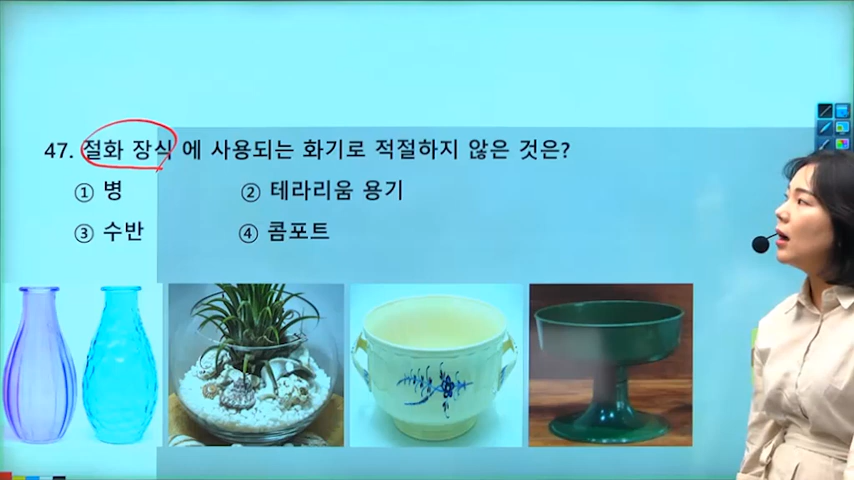 47. 절화 장식 에 사용되는 화기로 적절하지 않은 것은?
① 병 ② 테라리움 용기
③ 수반 ④ 콤포트